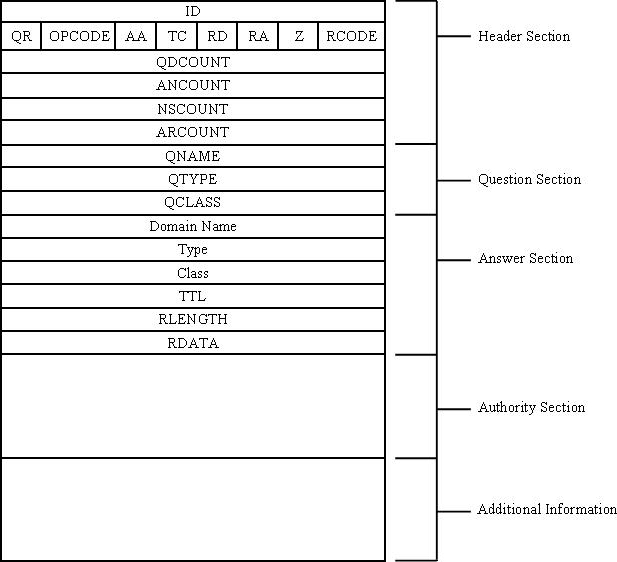 ID
Header Section
QR OPCODE AA TC RD RA Z RCODE
QDCOUNT
ANCOUNT
NSCOUNT
ARCOUNT
QNAME
QTYPE
Question Section
QCLASS
Domain Name
Type
Answer Section
Class
TTL
RLENGTH
RDATA
Authority Section
Additional Information